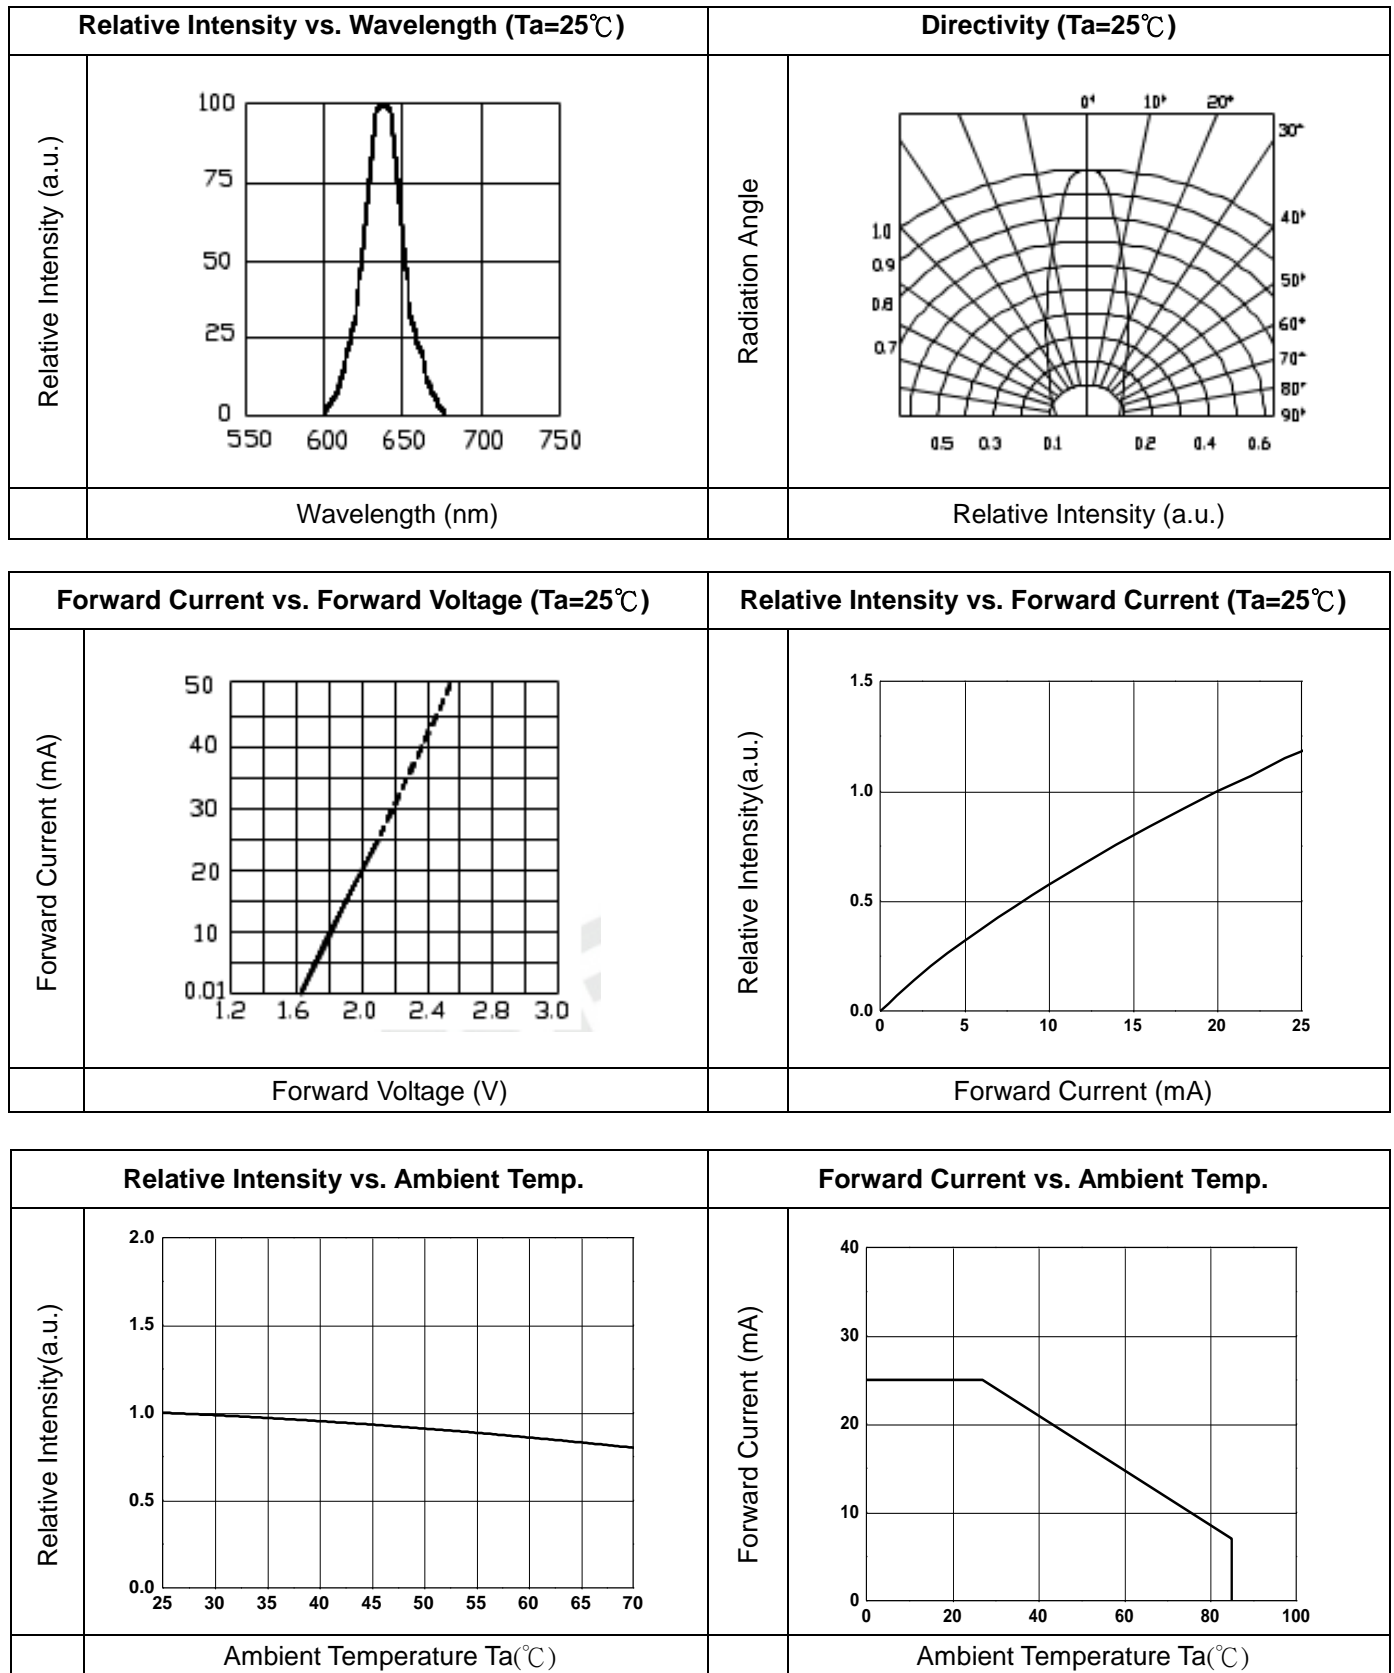 Relative Intensity vs. Wavelength (Ta=25℃)
Directivity (Ta=25℃)
Relative Intensity (a.u.)
100
75
50
25
0
550 600 650 700 750
Wavelength (nm)
Radiation Angle
0° 10° 20°
30°
40°
50°
60°
70°
80°
90°
1.0
0.9
0.8
0.7
0.5 0.3 0.1 0.2 0.4 0.6
Relative Intensity (a.u.)
Forward Current vs. Forward Voltage (Ta=25℃)
Relative Intensity vs. Forward Current (Ta=25℃)
Forward Current (mA)
50
40
30
20
10
0.01
1.2 1.6 2.0 2.4 2.8 3.0
Forward Voltage (V)
Relative Intensity(a.u.)
1.5
1.0
0.5
0.0
0 5 10 15 20 25
Forward Current (mA)
Relative Intensity vs. Ambient Temp.
Forward Current vs. Ambient Temp.
Relative Intensity(a.u.)
2.0
1.5
1.0
0.5
0.0
25 30 35 40 45 50 55 60 65 70
Ambient Temperature Ta(℃)
Forward Current (mA)
40
30
20
10
0
0 20 40 60 80 100
Ambient Temperature Ta(℃)